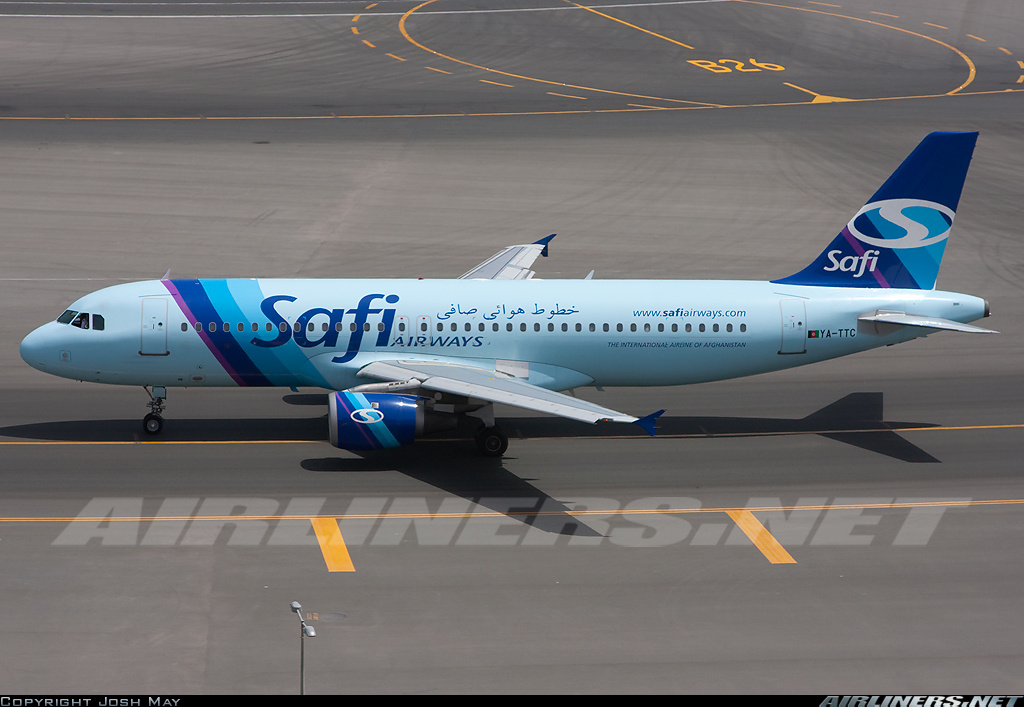 B26
Safi
Safi
AIRWAYS
خطوط هوائی صافی
www.safiairways.com
THE INTERNATIONAL AIRLINE OF AFGHANISTAN
YA-TTC
AIRLINERS.NET
COPYRIGHT JOSH MAY
AIRLINERS.NET